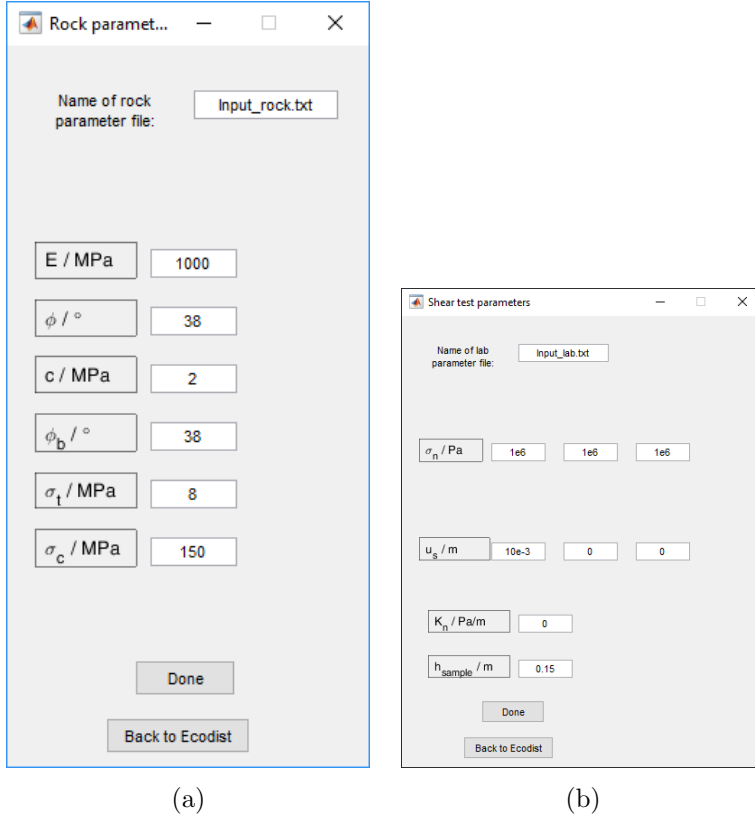 Rock paramet...
Name of rock
parameter file:
Input_rock.txt
E / MPa
1000
ϕ / °
38
c / MPa
2
ϕb / °
38
σt / MPa
8
σc / MPa
150
Done
Back to Ecodist
(a)
Shear test parameters
Name of lab
parameter file:
Input_lab.txt
σn / Pa
1e6 1e6 1e6
us / m
10e-3 0 0
Kn / Pa/m
0
hsample / m
0.15
Done
Back to Ecodist
(b)